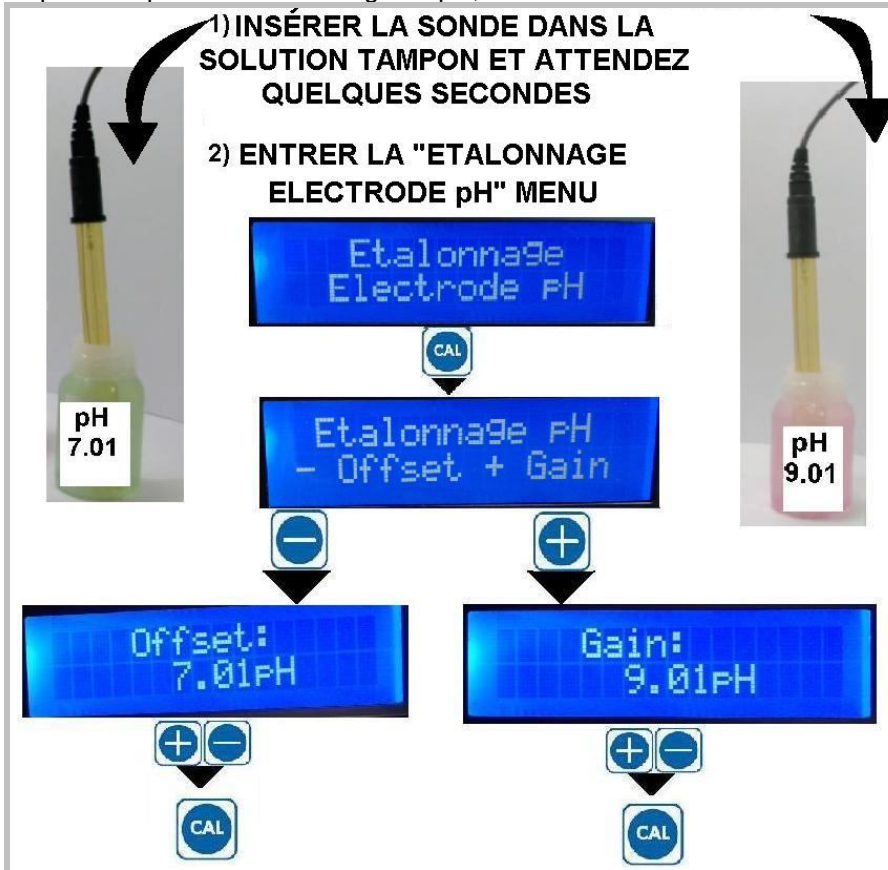 1) INSÉRER LA SONDE DANS LA
SOLUTION TAMPON ET ATTENDEZ
QUELQUES SECONDES
2) ENTRER LA "ETALONNAGE
ELECTRODE pH" MENU
Etalonnage
Electrode pH
CAL
pH
7.01
Etalonnage pH
- Offset + Gain
pH
9.01
Offset:
7.01pH
Gain:
9.01pH
CAL
CAL